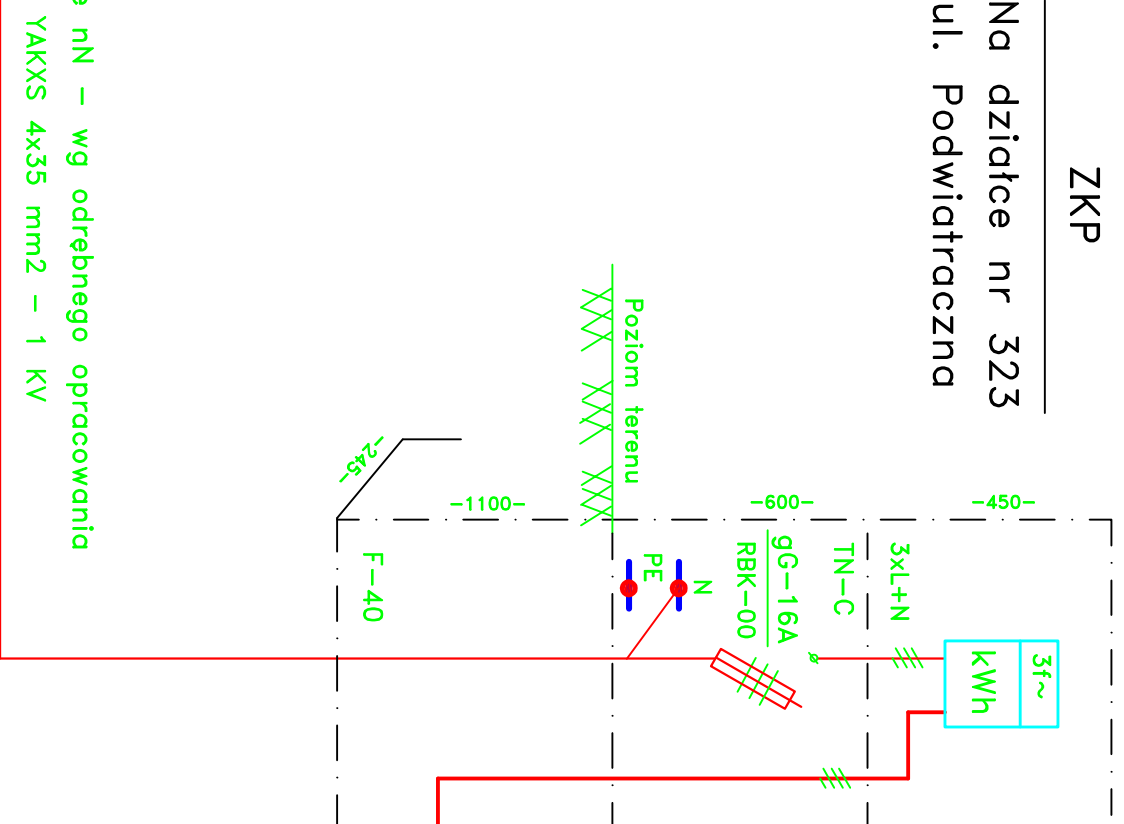 ZKP
Na działce nr 323
ul. Podwiatraczna
Poziom terenu
-450-
-600-
-1100-
-245-
3f~
kWh
3xL+N
TN-C
gG-16A
RBK-00
N
PE
F-40
e nN - wg odrębnego opracowania
YAKXS 4x35 mm2 - 1 KV